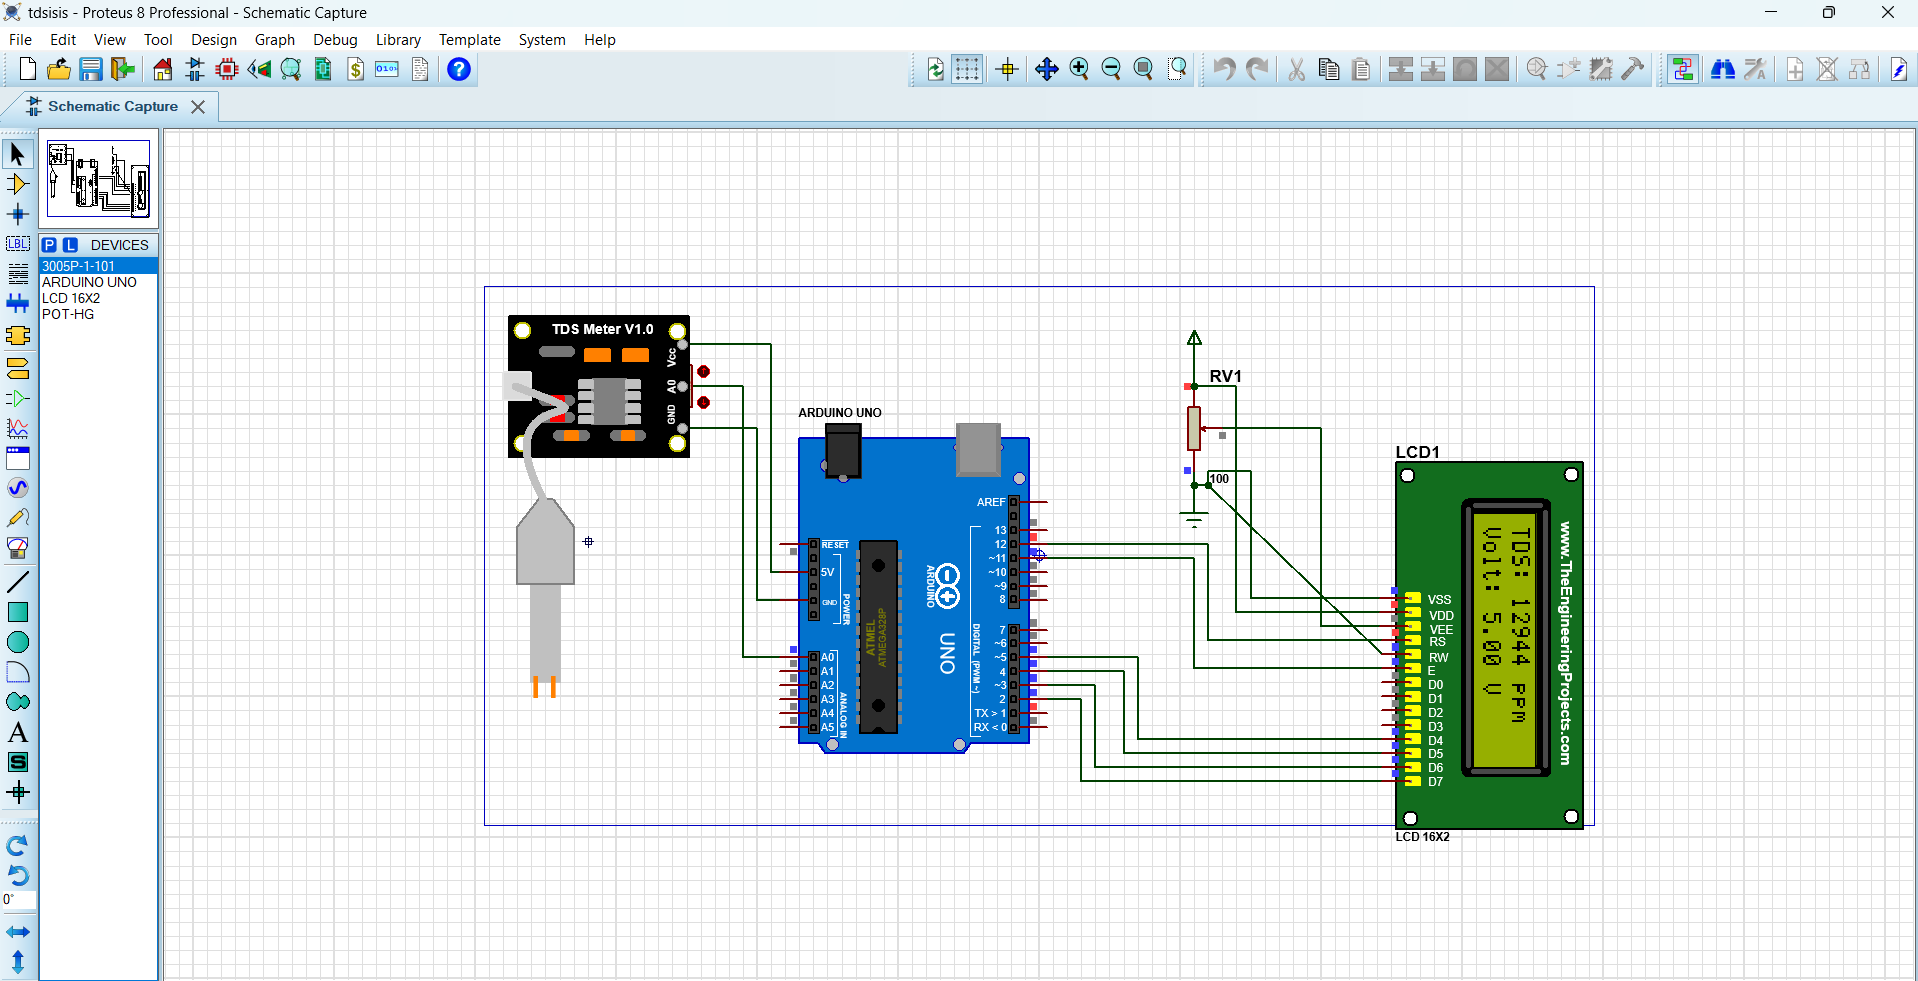 tdsisis - Proteus 8 Professional - Schematic Capture
File Edit View Tool Design Graph Debug Library Template System Help
Schematic Capture
LBL
P L DEVICES
3005P-1-101
ARDUINO UNO
LCD 16X2
POT-HG
A
S
0°
TDS Meter V1.0
Vcc
A0
GND
ARDUINO UNO
AREF
13
12
~11
~10
~9
8
7
~6
~5
4
~3
2
TX > 1
RX < 0
RESET
5V
GND
POWER
A0
A1
A2
A3
A4
A5
ANALOG IN
ATMEL
ATMEGA328P
ARDUINO
UNO
DIGITAL (PWM ~)
RV1
100
LCD1
VSS
VDD
VEE
RS
RW
E
D0
D1
D2
D3
D4
D5
D6
D7
TDS: 12944 PPM
Volt: 5.00 V
www.TheEngineeringProjects.com
LCD 16X2